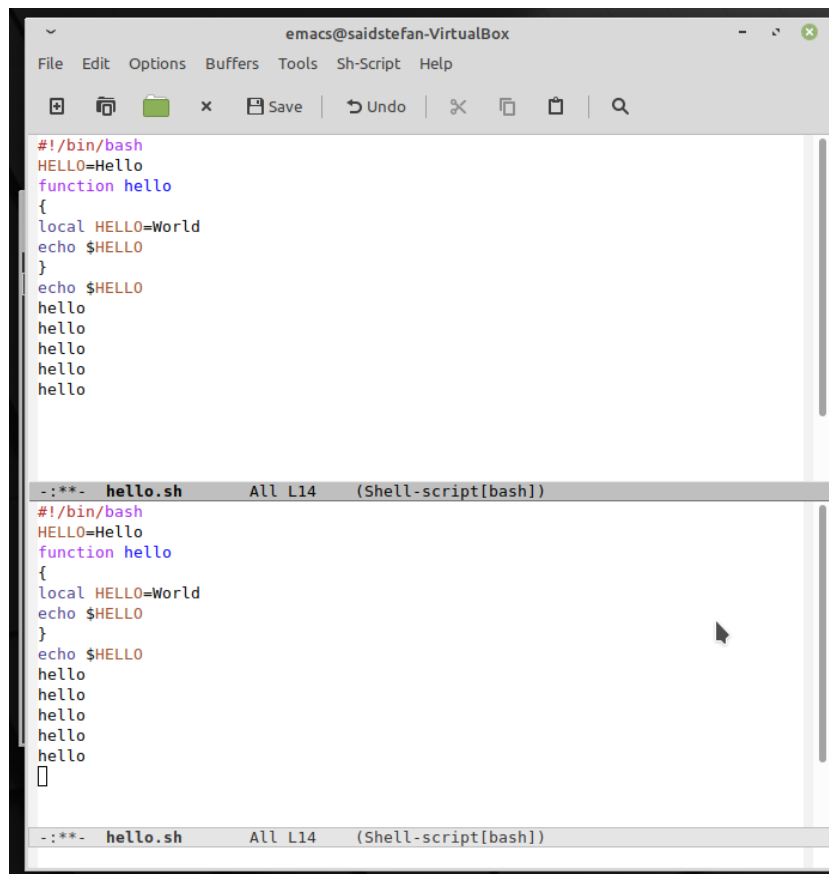 emacs@saidstefan-VirtualBox
File Edit Options Buffers Tools Sh-Script Help
Save Undo
#!/bin/bash
HELLO=Hello
function hello
{
local HELLO=World
echo $HELLO
}
echo $HELLO
hello
hello
hello
hello
hello
-:**- hello.sh All L14 (Shell-script[bash])
#!/bin/bash
HELLO=Hello
function hello
{
local HELLO=World
echo $HELLO
}
echo $HELLO
hello
hello
hello
hello
hello
-:**- hello.sh All L14 (Shell-script[bash])